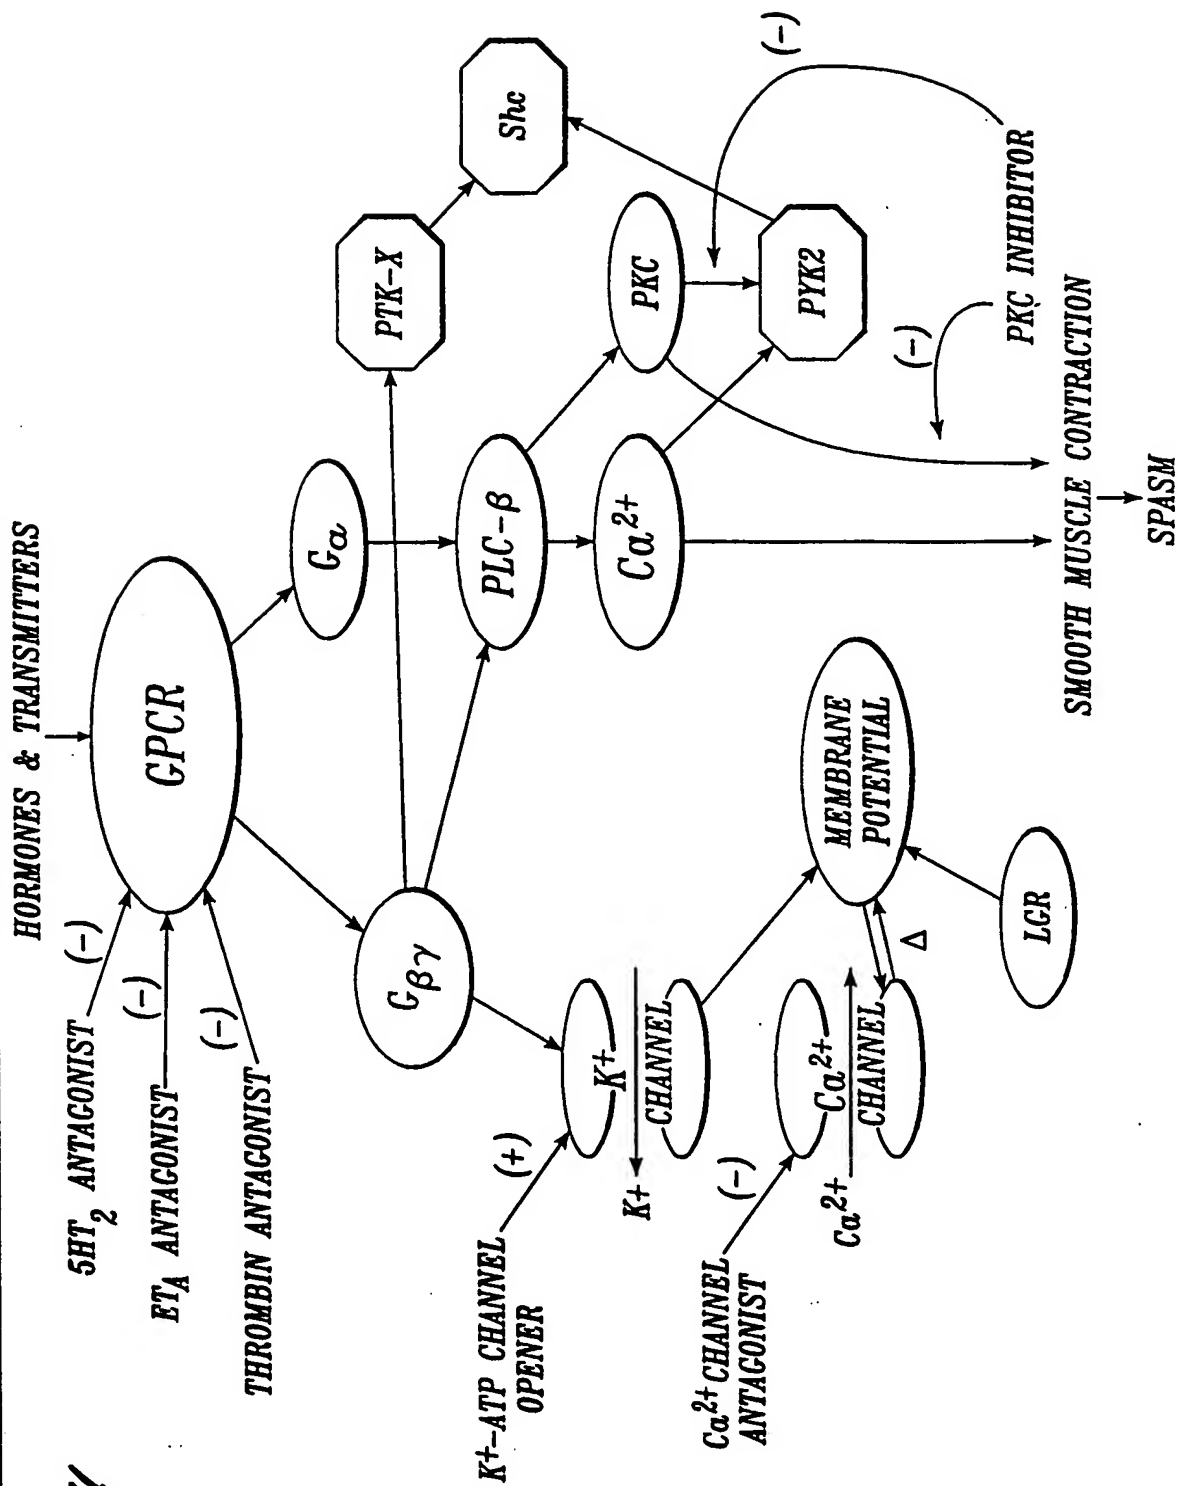 HORMONES & TRANSMITTERS
5HT2 ANTAGONIST
(-)
ETA ANTAGONIST
(-)
THROMBIN ANTAGONIST
(-)
GPCR
Gα
Gβγ
PTK-X
Shc
PLC-β
PKC
(-)
Ca2+
PYK2
K+-ATP CHANNEL
OPENER
(+)
K+
CHANNEL
K+
Ca2+ CHANNEL
ANTAGONIST
(-)
Ca2+
CHANNEL
Ca2+
Δ
MEMBRANE
POTENTIAL
LGR
(-)
PKC INHIBITOR
SMOOTH MUSCLE CONTRACTION
SPASM